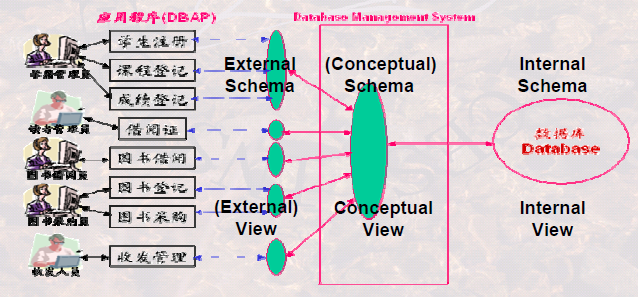 应用程序(DBAP)
Database Management System
学生注册
课程登记
学籍管理员
成绩登记
External
Schema
(Conceptual)
Schema
Internal
Schema
读者管理员
借阅证
数据库
Database
图书借阅
图书借阅员
图书登记
图书采购
图书采购员
(External)
View
Conceptual
View
Internal
View
收发管理
收发人员